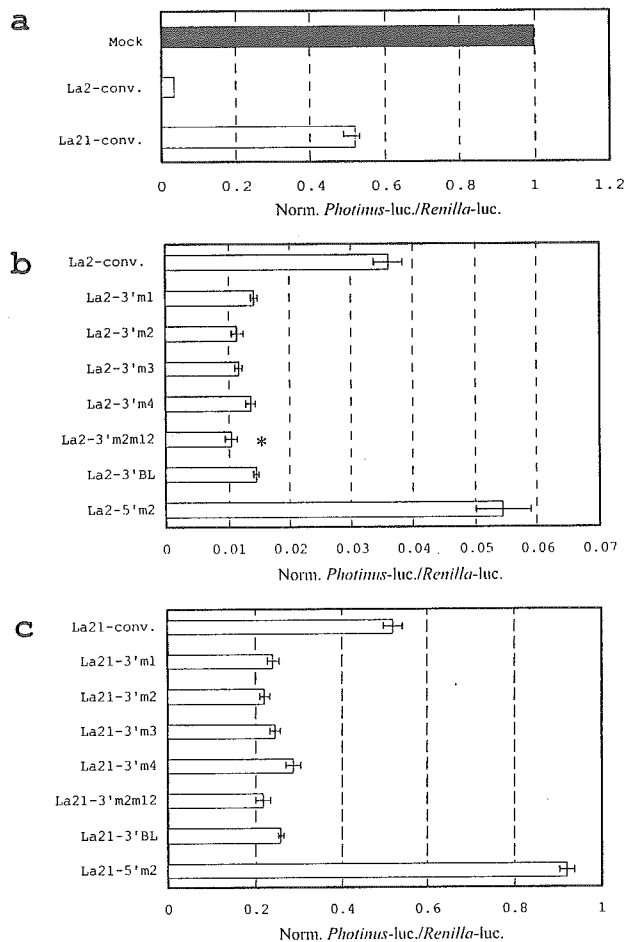 a
Mock
La2-conv.
La21-conv.
0 0.2 0.4 0.6 0.8 1 1.2
Norm. Photinus-luc./Renilla-luc.
b
La2-conv.
La2-3'm1
La2-3'm2
La2-3'm3
La2-3'm4
La2-3'm2m12 *
La2-3'BL
La2-5'm2
0 0.01 0.02 0.03 0.04 0.05 0.06 0.07
Norm. Photinus-luc./Renilla-luc.
c
La21-conv.
La21-3'm1
La21-3'm2
La21-3'm3
La21-3'm4
La21-3'm2m12
La21-3'BL
La21-5'm2
0 0.2 0.4 0.6 0.8 1
Norm. Photinus-luc./Renilla-luc.